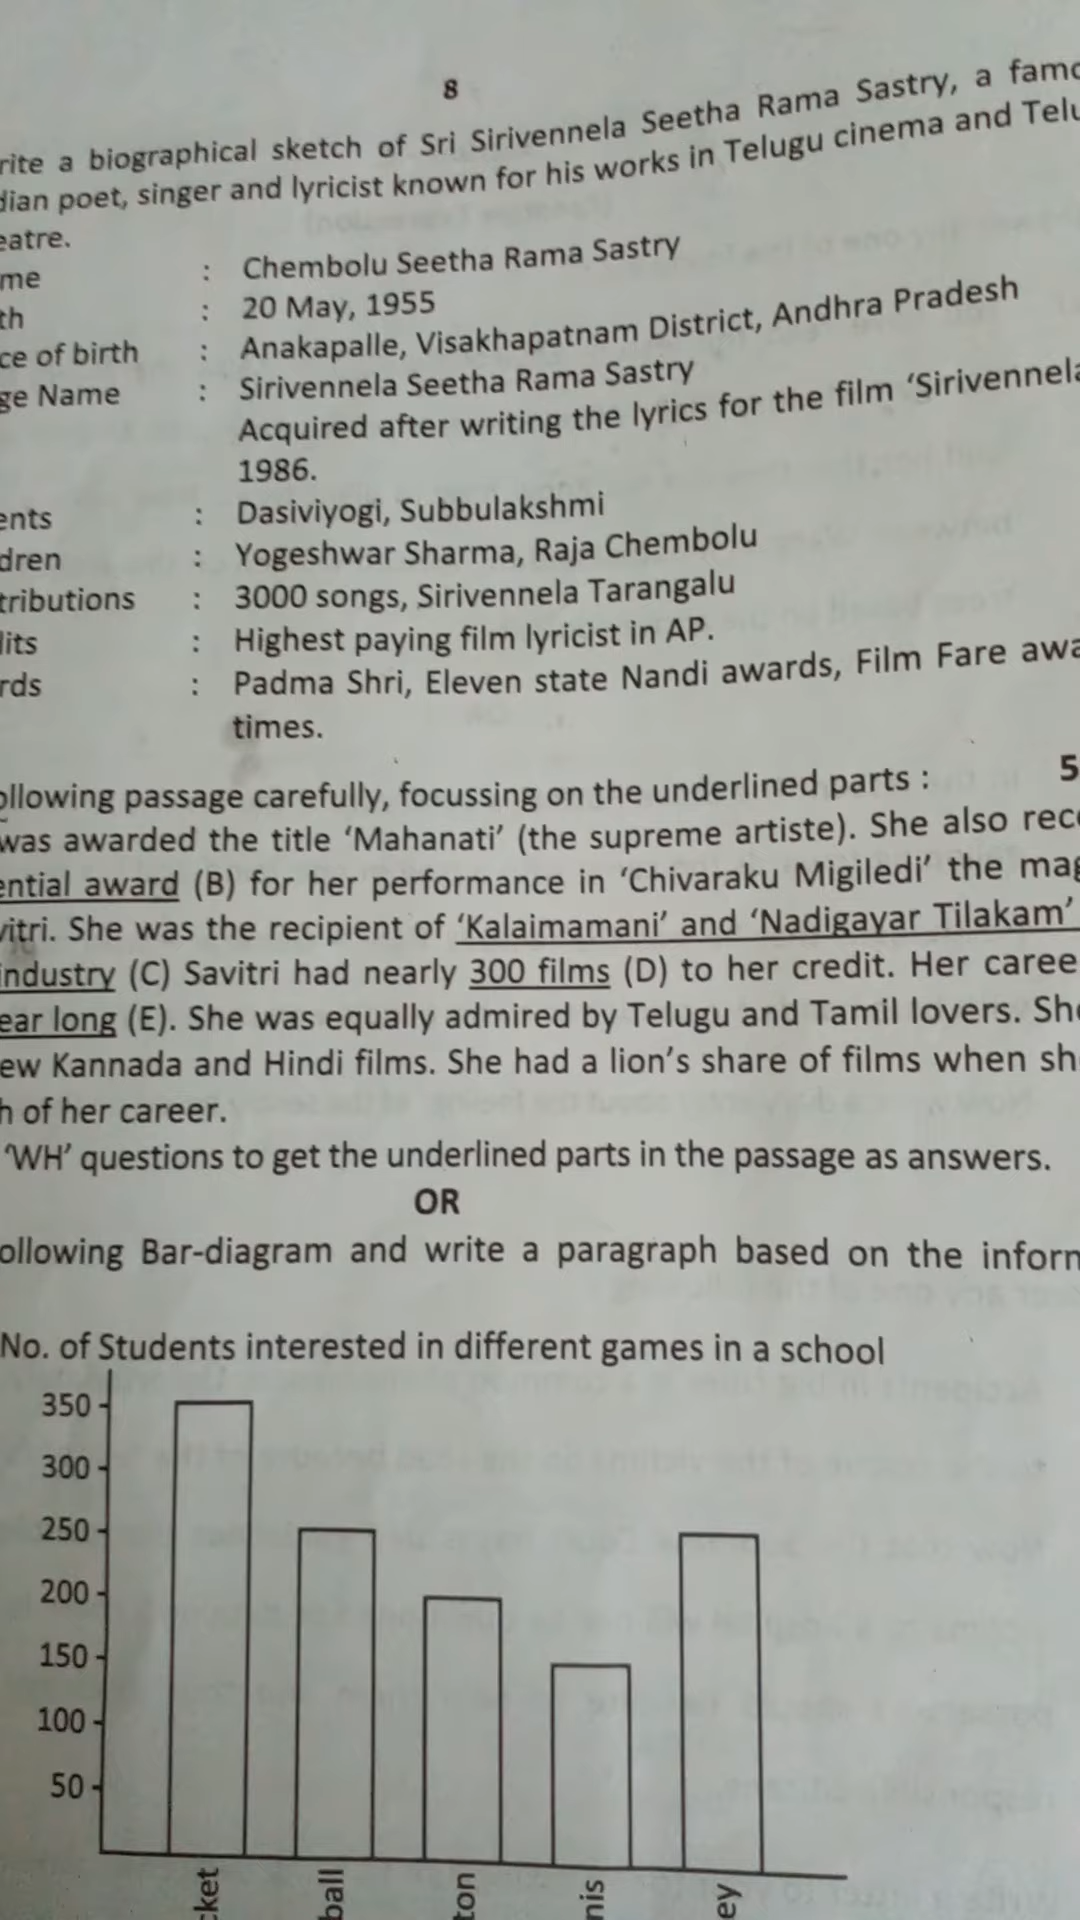 8
rite a biographical sketch of Sri Sirivennela Seetha Rama Sastry, a famo
dian poet, singer and lyricist known for his works in Telugu cinema and Telu
eatre.
me : Chembolu Seetha Rama Sastry
th : 20 May, 1955
ce of birth : Anakapalle, Visakhapatnam District, Andhra Pradesh
ge Name : Sirivennela Seetha Rama Sastry
Acquired after writing the lyrics for the film ‘Sirivennela
1986.
ents : Dasiviyogi, Subbulakshmi
dren : Yogeshwar Sharma, Raja Chembolu
tributions : 3000 songs, Sirivennela Tarangalu
dits : Highest paying film lyricist in AP.
rds : Padma Shri, Eleven state Nandi awards, Film Fare awa
times.
ollowing passage carefully, focussing on the underlined parts : 5
was awarded the title ‘Mahanati’ (the supreme artiste). She also rece
ential award (B) for her performance in ‘Chivaraku Migiledi’ the mag
vitri. She was the recipient of ‘Kalaimamani’ and ‘Nadigayar Tilakam’
industry (C) Savitri had nearly 300 films (D) to her credit. Her caree
ear long (E). She was equally admired by Telugu and Tamil lovers. She
ew Kannada and Hindi films. She had a lion’s share of films when sh
h of her career.
‘WH’ questions to get the underlined parts in the passage as answers.
OR
ollowing Bar-diagram and write a paragraph based on the inform
No. of Students interested in different games in a school
350
300
250
200
150
100
50
cket ball ton nis ey